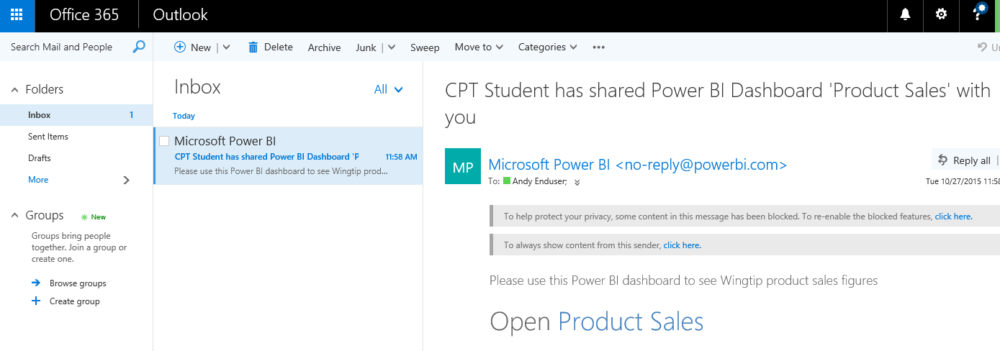 Office 365 Outlook
Search Mail and People
New Delete Archive Junk Sweep Move to Categories •••
Folders
Inbox 1
Sent Items
Drafts
More
Groups New
Groups bring people
together. Join a group or
create one.
Browse groups
Create group
Inbox All
Today
Microsoft Power BI
CPT Student has shared Power BI Dashboard 'P 11:58 AM
Please use this Power BI dashboard to see Wingtip prod...
CPT Student has shared Power BI Dashboard 'Product Sales' with
you
MP
Microsoft Power BI <no-reply@powerbi.com>
Reply all
To: Andy Enduser;
Tue 10/27/2015 11:58
To help protect your privacy, some content in this message has been blocked. To re-enable the blocked features, click here.
To always show content from this sender, click here.
Please use this Power BI dashboard to see Wingtip product sales figures
Open Product Sales